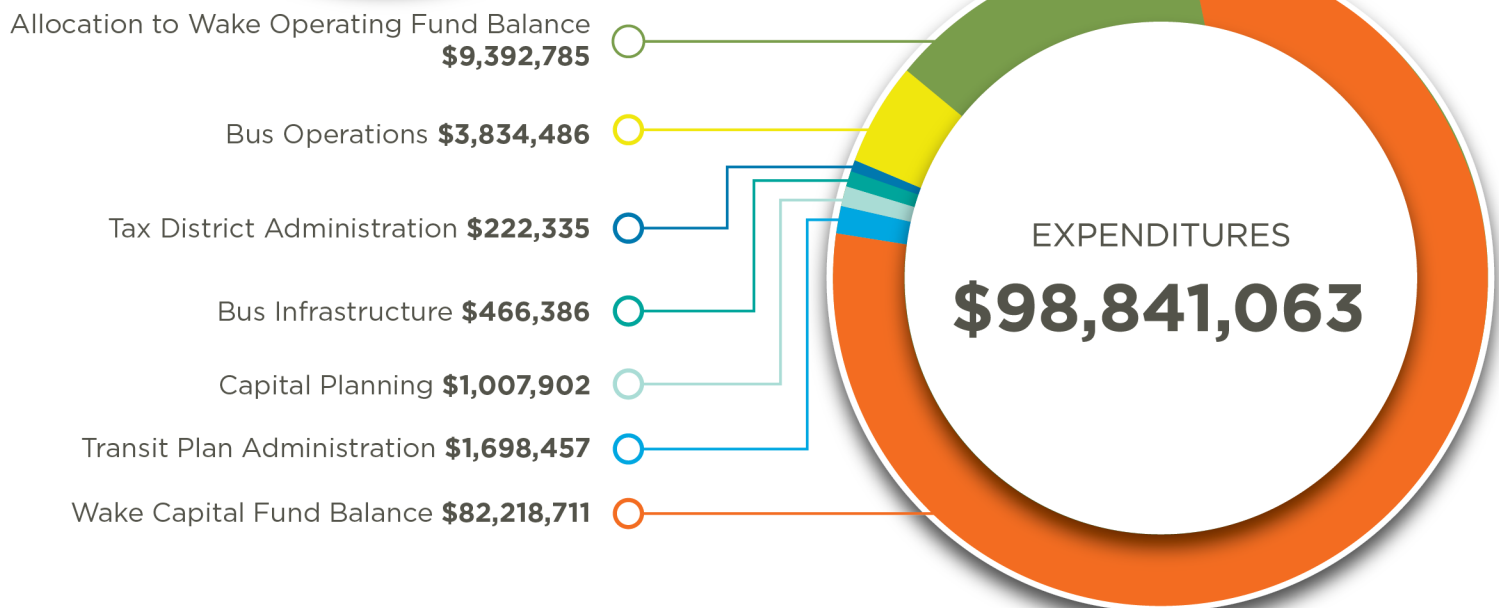 Allocation to Wake Operating Fund Balance
$9,392,785
Bus Operations $3,834,486
Tax District Administration $222,335
Bus Infrastructure $466,386
Capital Planning $1,007,902
Transit Plan Administration $1,698,457
Wake Capital Fund Balance $82,218,711
EXPENDITURES
$98,841,063